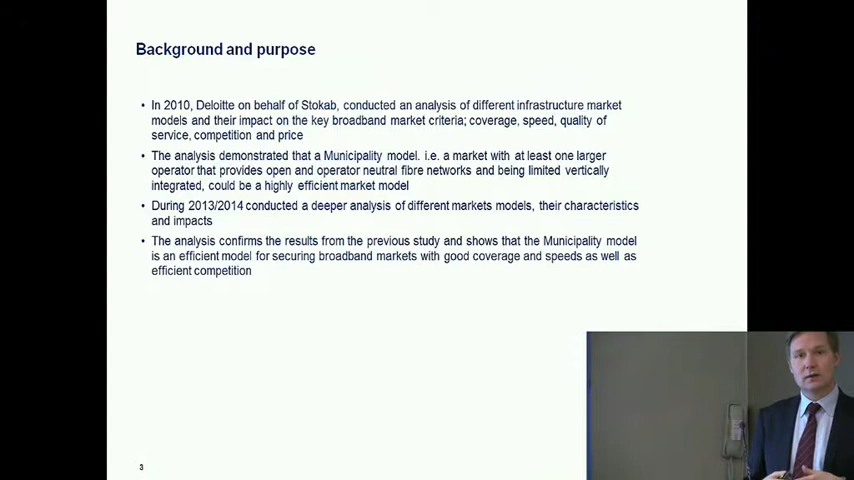 Background and purpose
• In 2010, Deloitte on behalf of Stokab, conducted an analysis of different infrastructure market
models and their impact on the key broadband market criteria; coverage, speed, quality of
service, competition and price
• The analysis demonstrated that a Municipality model. i.e. a market with at least one larger
operator that provides open and operator neutral fibre networks and being limited vertically
integrated, could be a highly efficient market model
• During 2013/2014 conducted a deeper analysis of different markets models, their characteristics
and impacts
• The analysis confirms the results from the previous study and shows that the Municipality model
is an efficient model for securing broadband markets with good coverage and speeds as well as
efficient competition
3